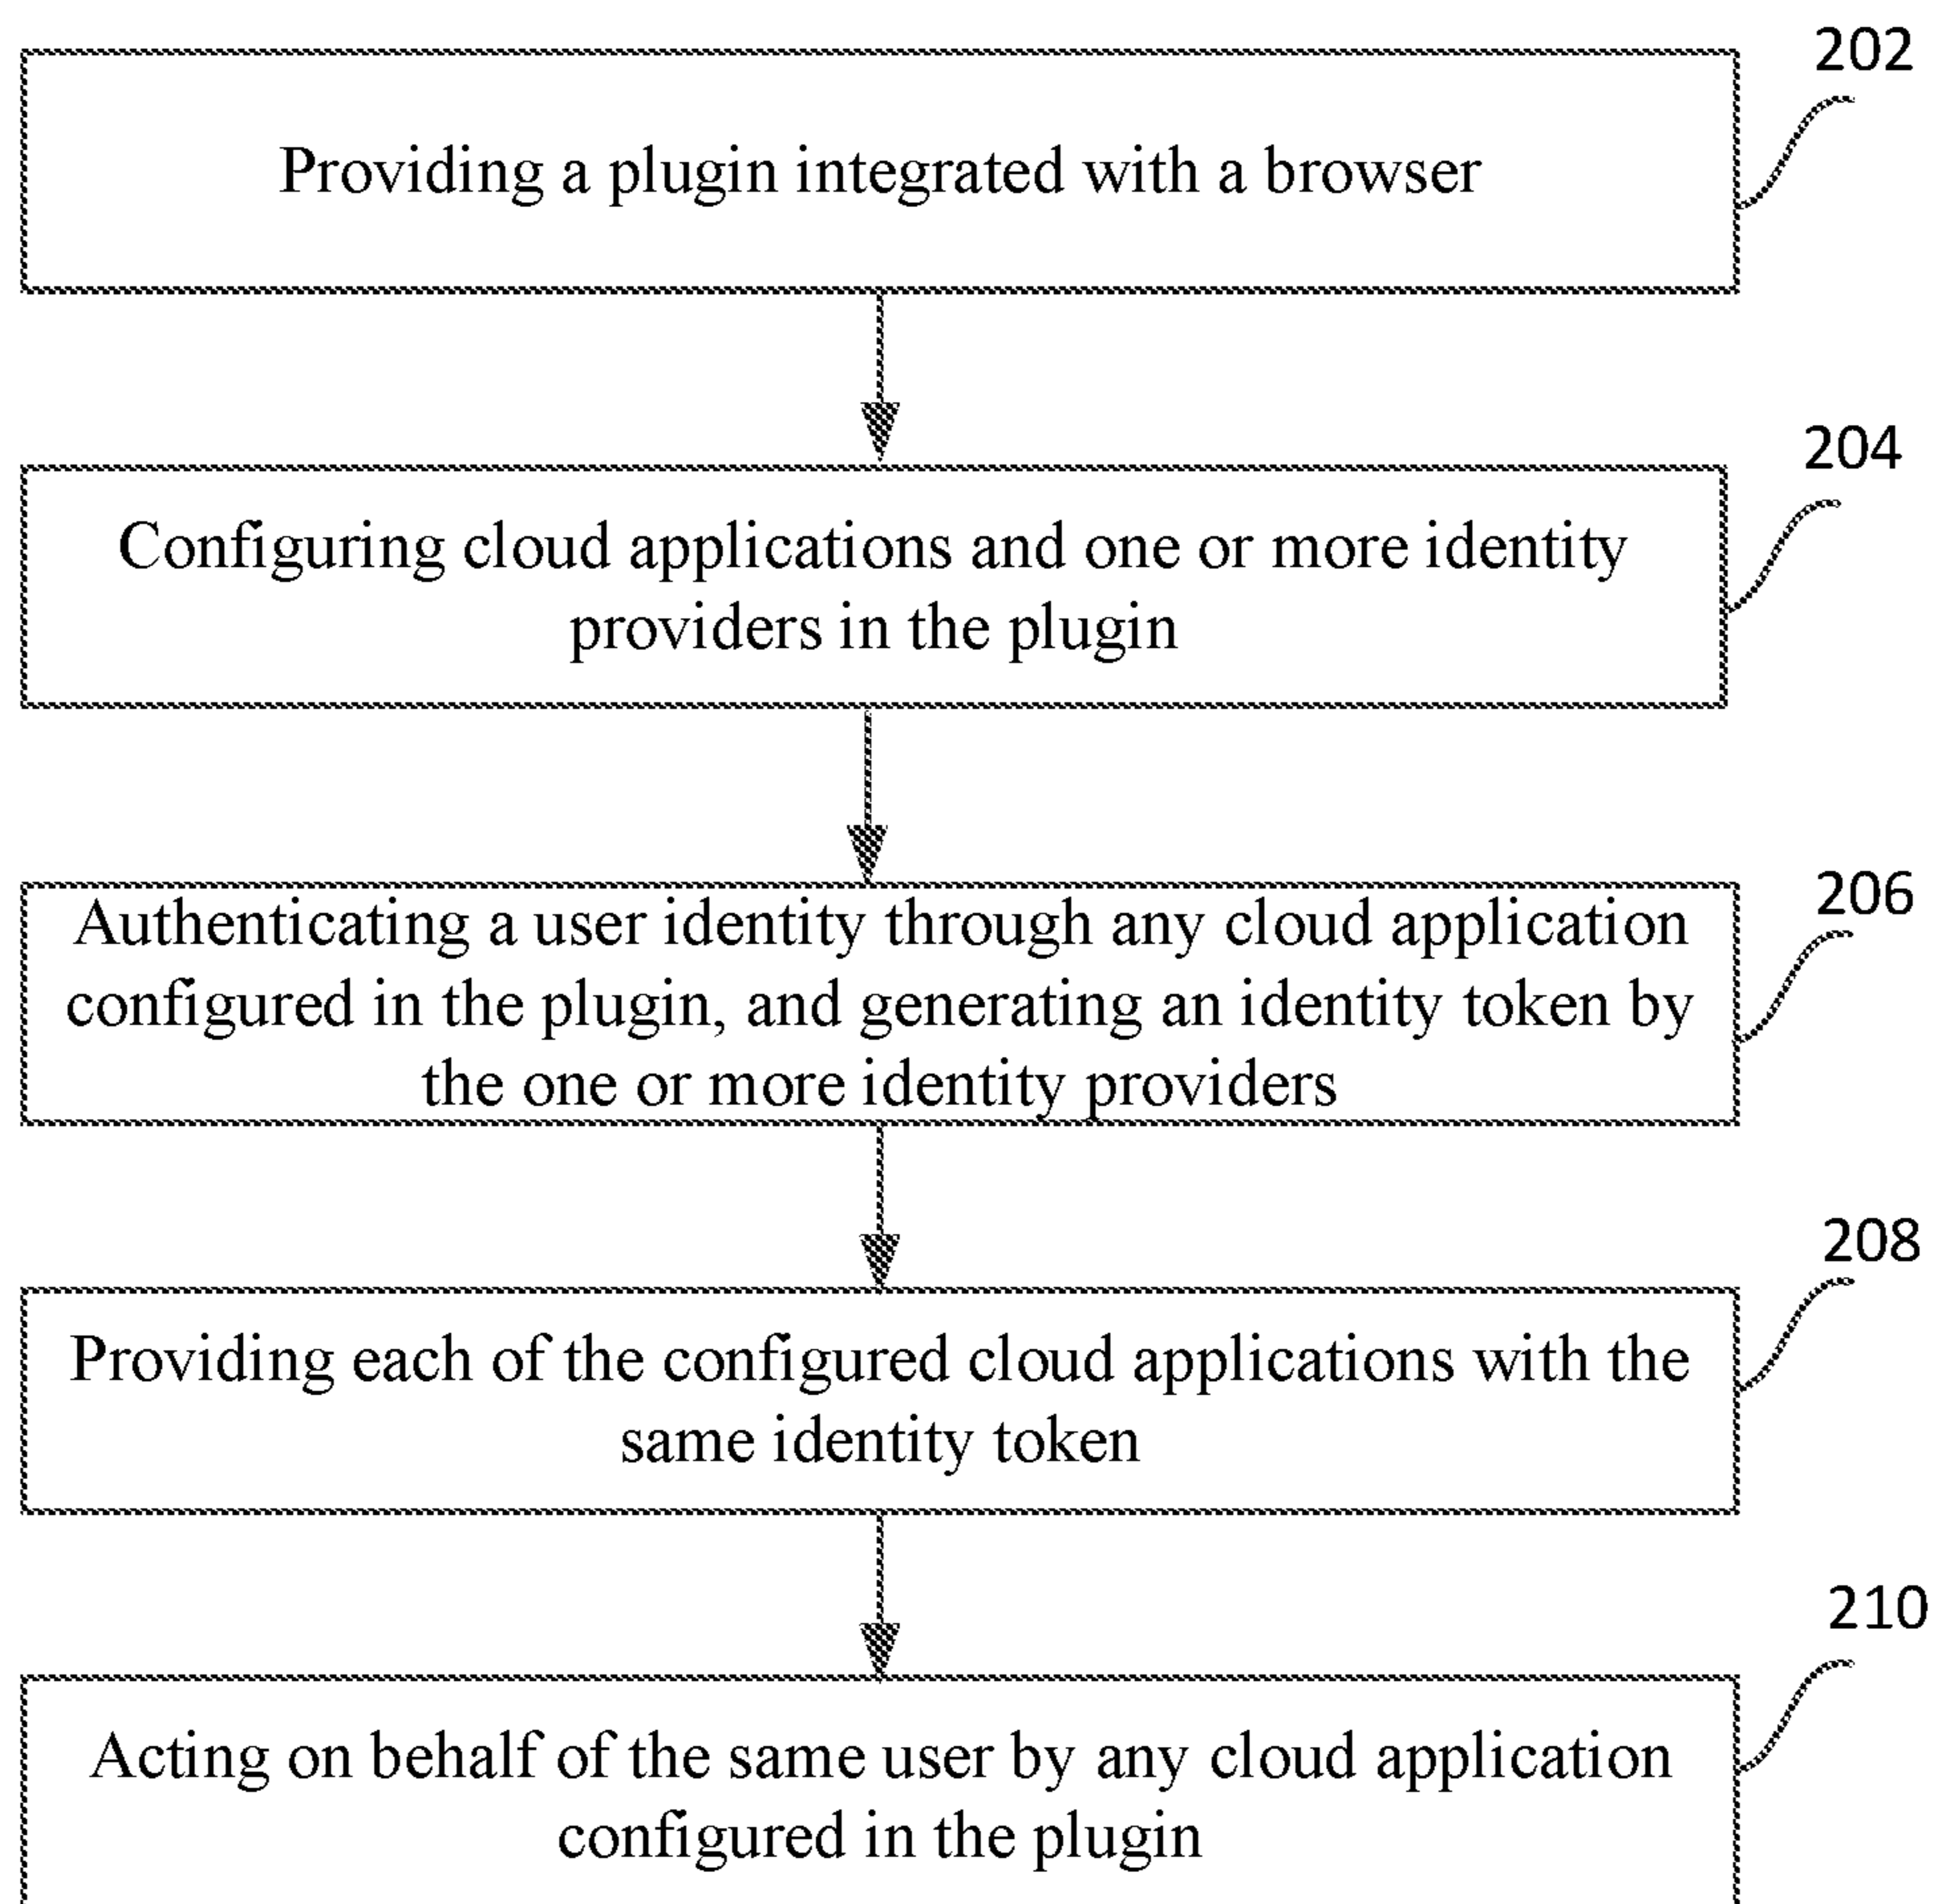 202
Providing a plugin integrated with a browser
204
Configuring cloud applications and one or more identity
providers in the plugin
206
Authenticating a user identity through any cloud application
configured in the plugin, and generating an identity token by
the one or more identity providers
208
Providing each of the configured cloud applications with the
same identity token
210
Acting on behalf of the same user by any cloud application
configured in the plugin